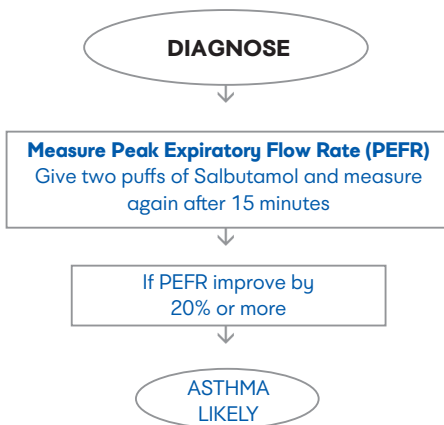 DIAGNOSE
Measure Peak Expiratory Flow Rate (PEFR)
Give two puffs of Salbutamol and measure
again after 15 minutes
If PEFR improve by
20% or more
ASTHMA
LIKELY